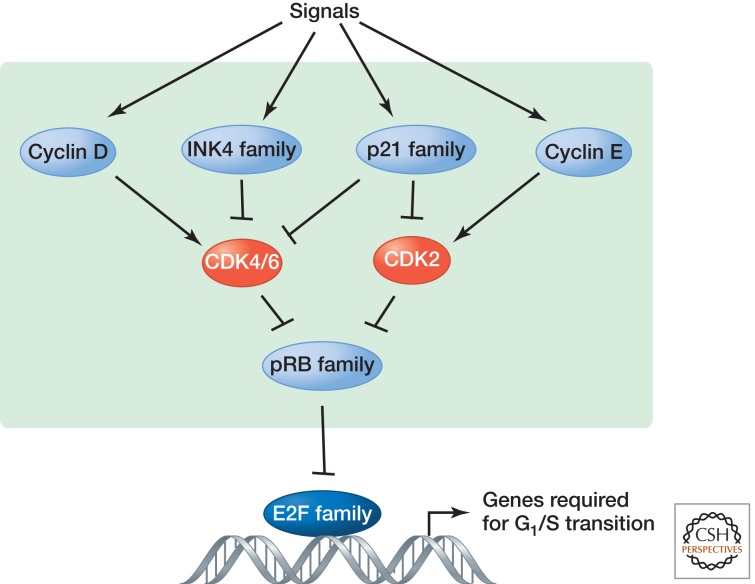 Signals
Cyclin D
INK4 family
p21 family
Cyclin E
CDK4/6
CDK2
pRB family
E2F family
Genes required
for G₁/S transition
CSH
PERSPECTIVES